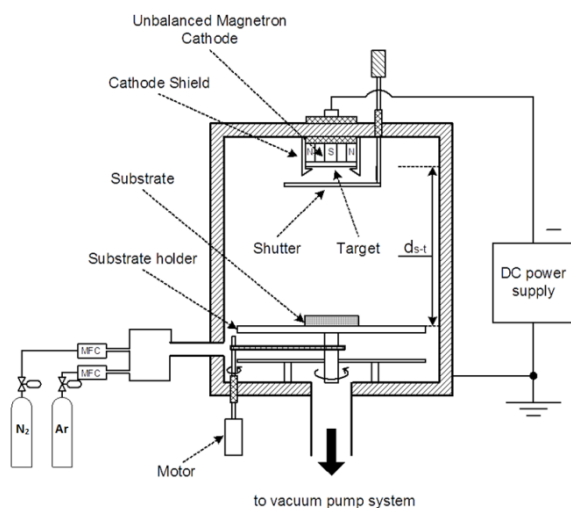 Unbalanced Magnetron
Cathode
Cathode Shield
N S N
Substrate
Shutter
Target
d_s-t
Substrate holder
DC power
supply
MFC
MFC
N₂
Ar
Motor
to vacuum pump system